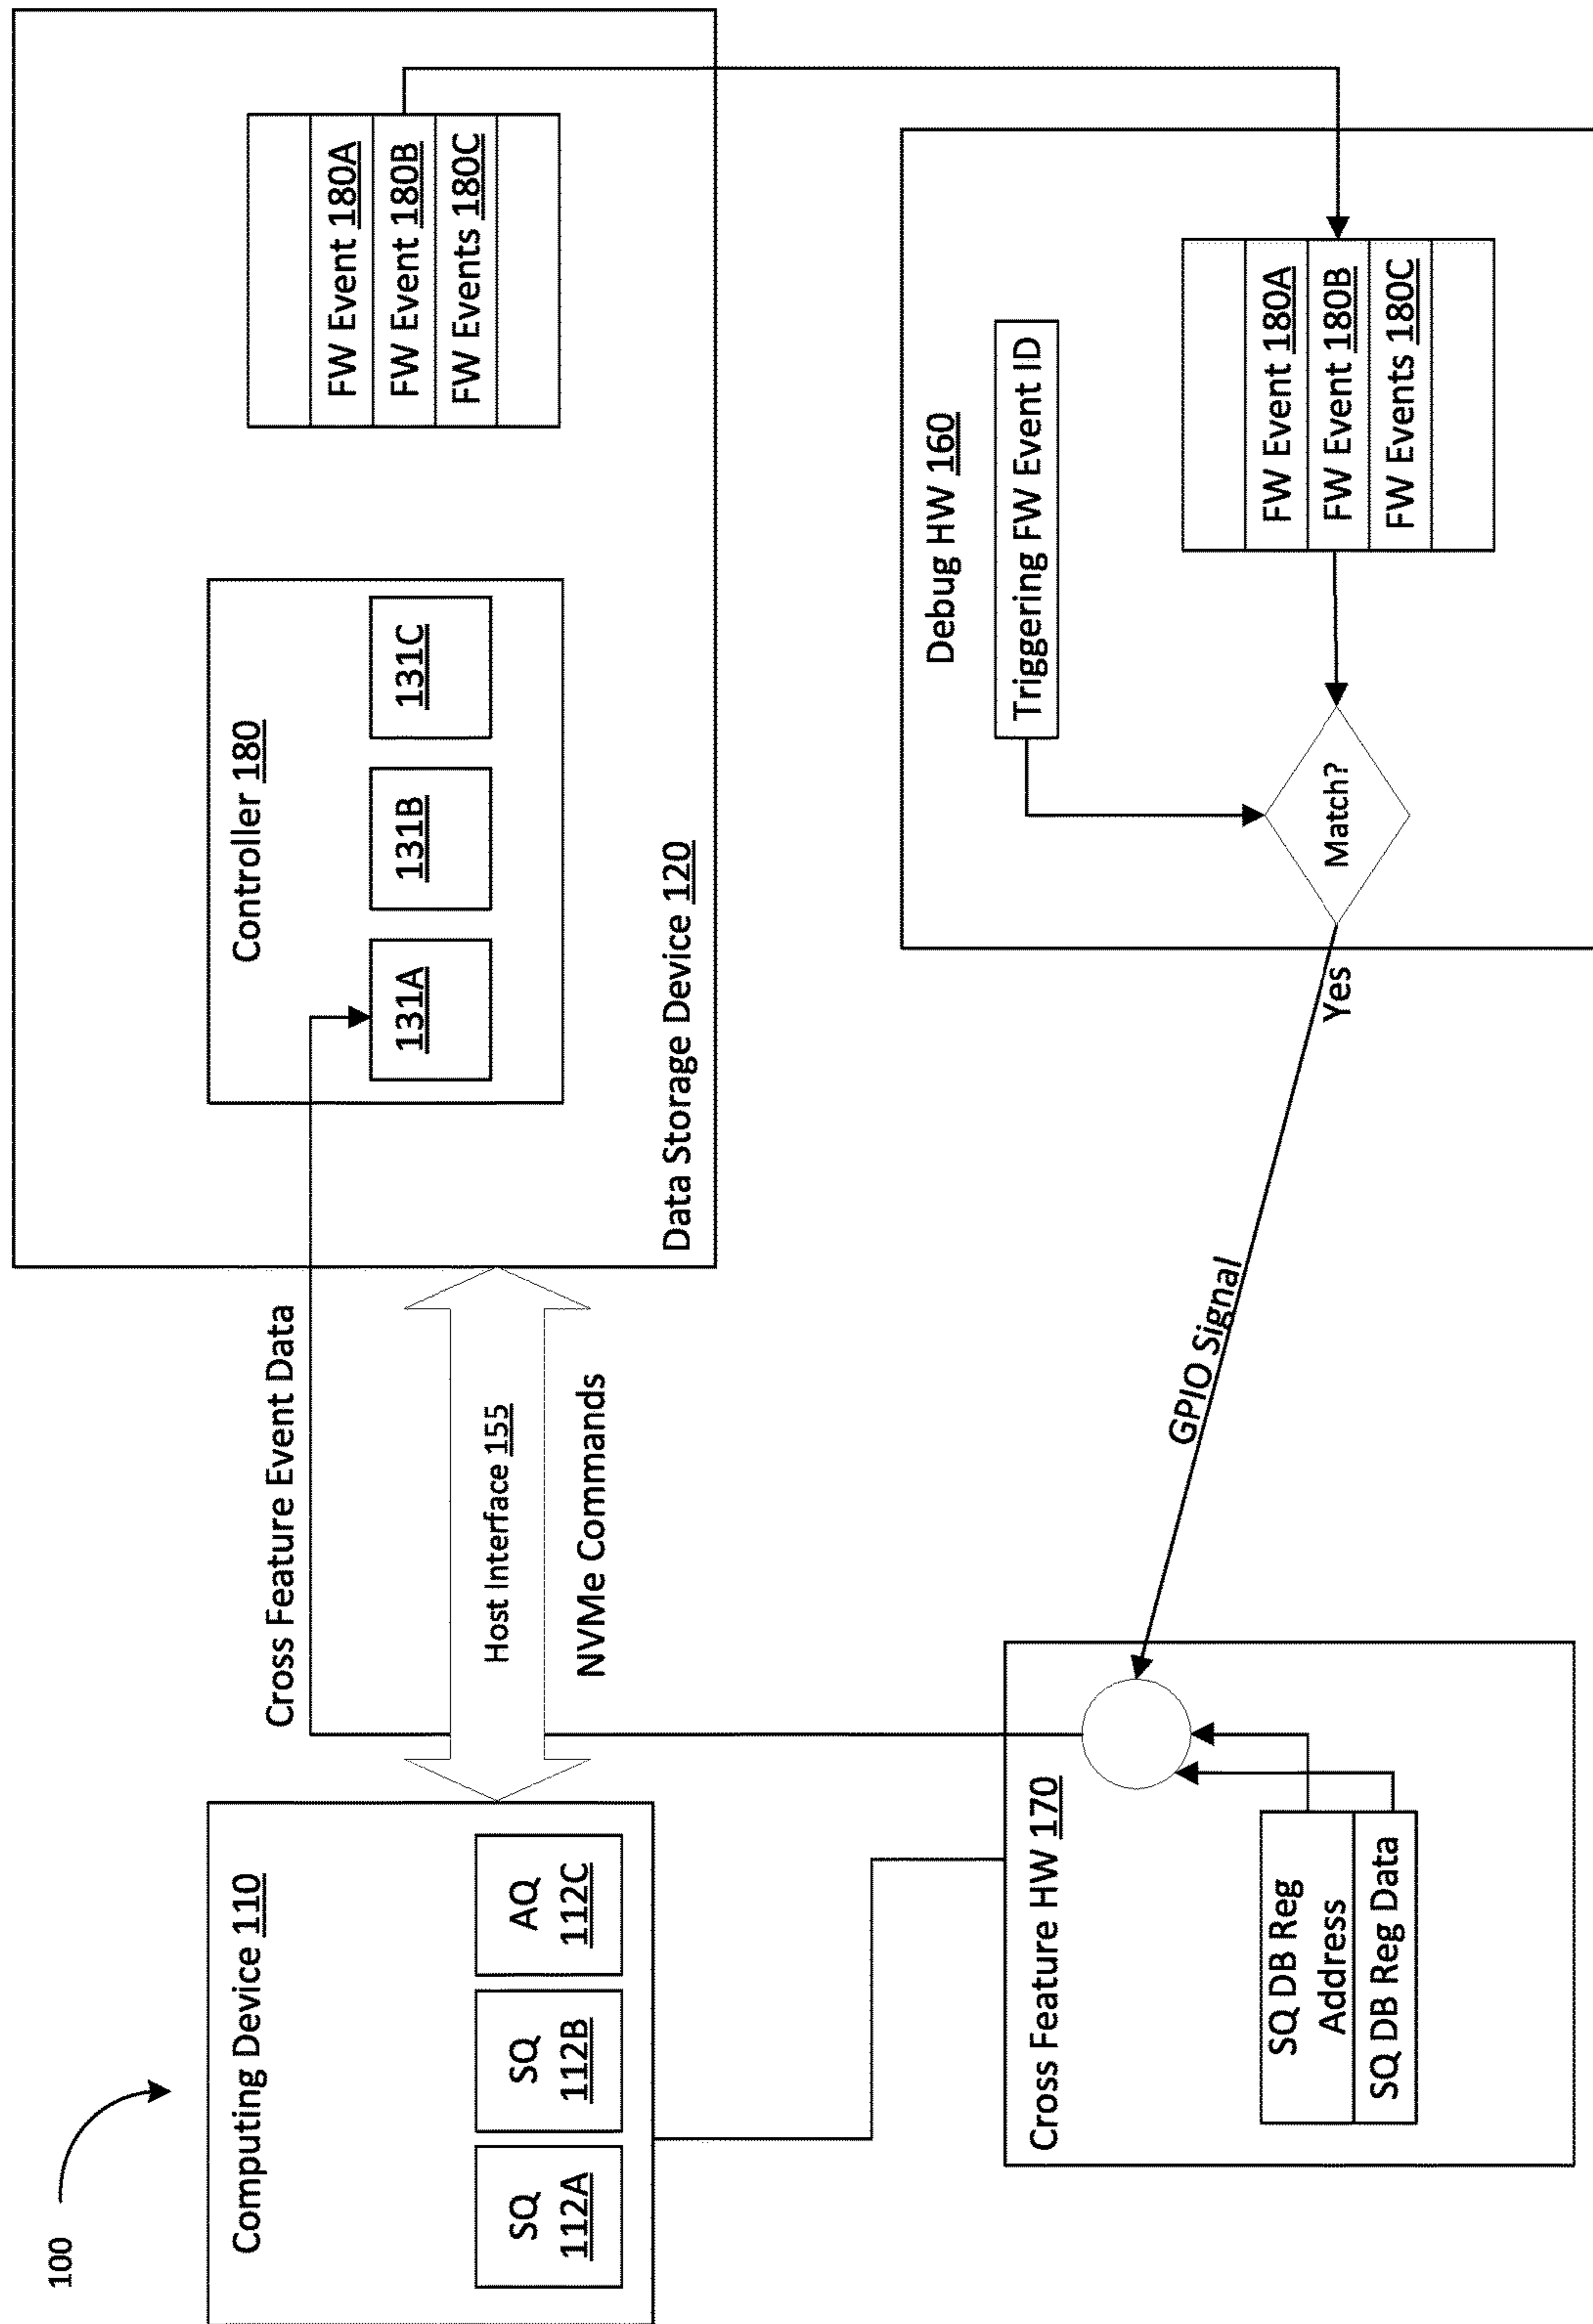 100
Computing Device 110
SQ
112A
SQ
112B
AQ
112C
Cross Feature Event Data
Host Interface 155
NVMe Commands
Controller 180
131A
131B
131C
FW Event 180A
FW Event 180B
FW Events 180C
Data Storage Device 120
Cross Feature HW 170
SQ DB Reg
Address
SQ DB Reg Data
GPIO Signal
Yes
Debug HW 160
Triggering FW Event ID
Match?
FW Event 180A
FW Event 180B
FW Events 180C